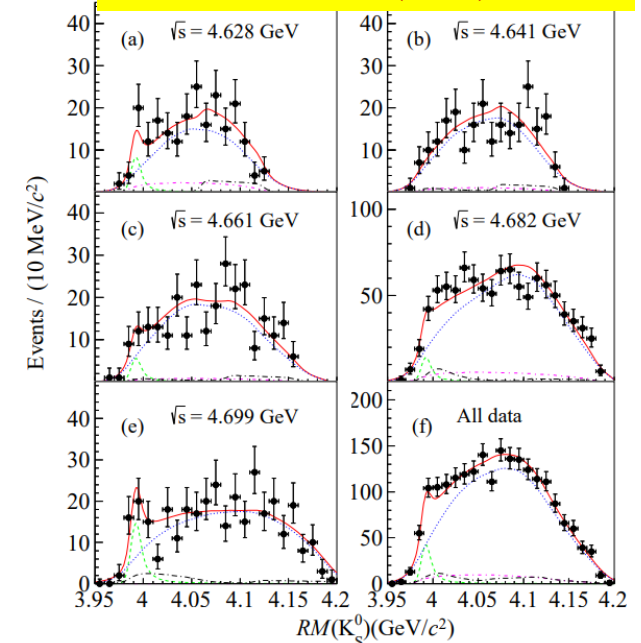 (a) √s = 4.628 GeV
(b) √s = 4.641 GeV
40
30
20
10
40
30
20
10
(c) √s = 4.661 GeV
(d) √s = 4.682 GeV
40
30
20
10
100
50
(e) √s = 4.699 GeV
(f) All data
40
30
20
10
0
200
150
100
50
0
3.95 4 4.05 4.1 4.15
3.95 4 4.05 4.1 4.15 4.2
Events / (10 MeV/c²)
RM(K⁰S)(GeV/c²)